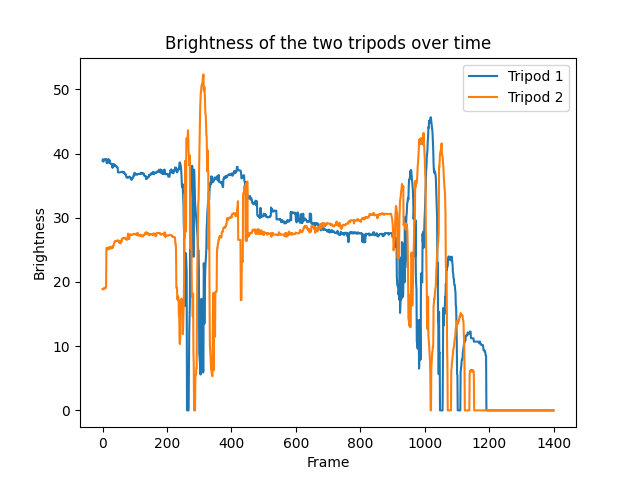 Brightness of the two tripods over time
Tripod 1
Tripod 2
50
40
30
20
10
0
Brightness
0 200 400 600 800 1000 1200 1400
Frame